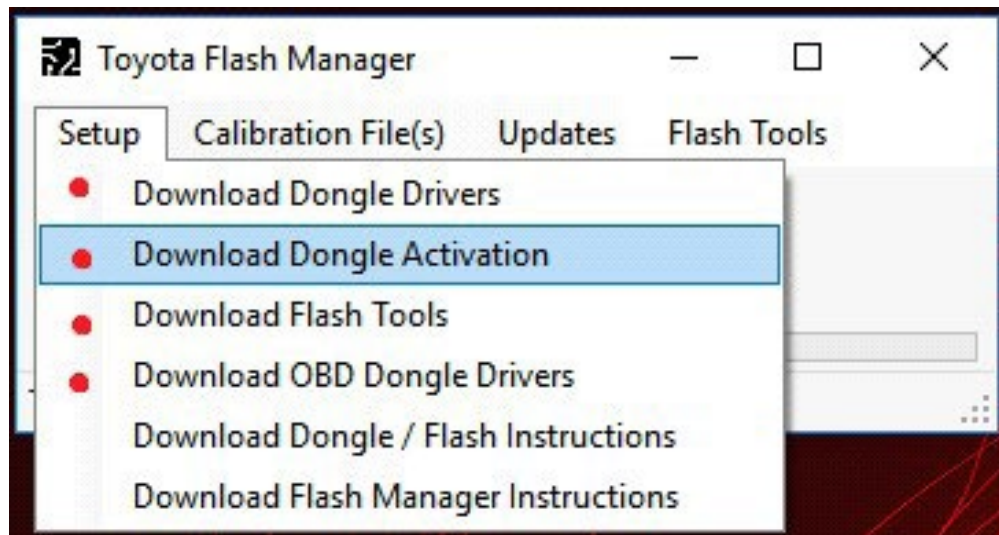 Toyota Flash Manager
Setup Calibration File(s) Updates Flash Tools
Download Dongle Drivers
Download Dongle Activation
Download Flash Tools
Download OBD Dongle Drivers
Download Dongle / Flash Instructions
Download Flash Manager Instructions